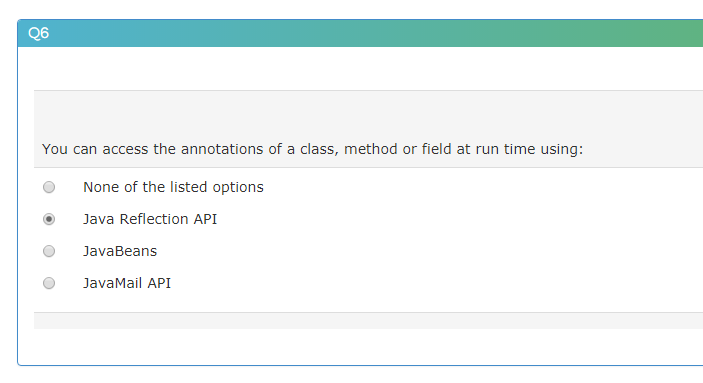 Q6
You can access the annotations of a class, method or field at run time using:
None of the listed options
Java Reflection API
JavaBeans
JavaMail API